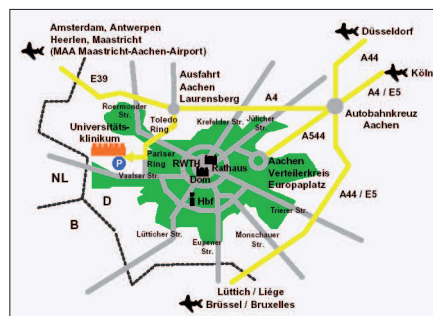 Amsterdam, Antwerpen
Heerlen, Maastricht
(MAA Maastricht-Aachen-Airport)
Düsseldorf
A44
Köln
E39
Ausfahrt
Aachen
Laurensberg
A4
A4 / E5
Roermonder
Str.
Toledo
Ring
Krefelder Str.
Jülicher
Str.
Autobahnkreuz
Aachen
Universitäts-
klinikum
A544
P
Pariser
Ring
RWTH
Rathaus
Dom
Aachen
Verteilerkreis
Europaplatz
NL
Vaalser Str.
D
Hbf
A44 / E5
Trierer Str.
B
Lütticher Str.
Eupener
Str.
Monschauer
Str.
Lüttich / Liége
Brüssel / Bruxelles